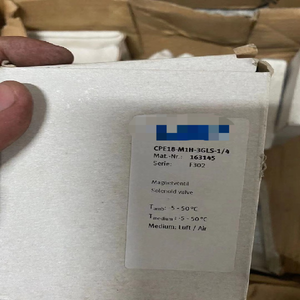 CPE18-M1H-3GLS-1/4
Mat.-Nr.: 163145
Serie: F302
Magnetventil
Solenoid valve
Tamb: -5 - 50 °C
Tmedium: -5 - 50 °C
Medium: Luft / Air